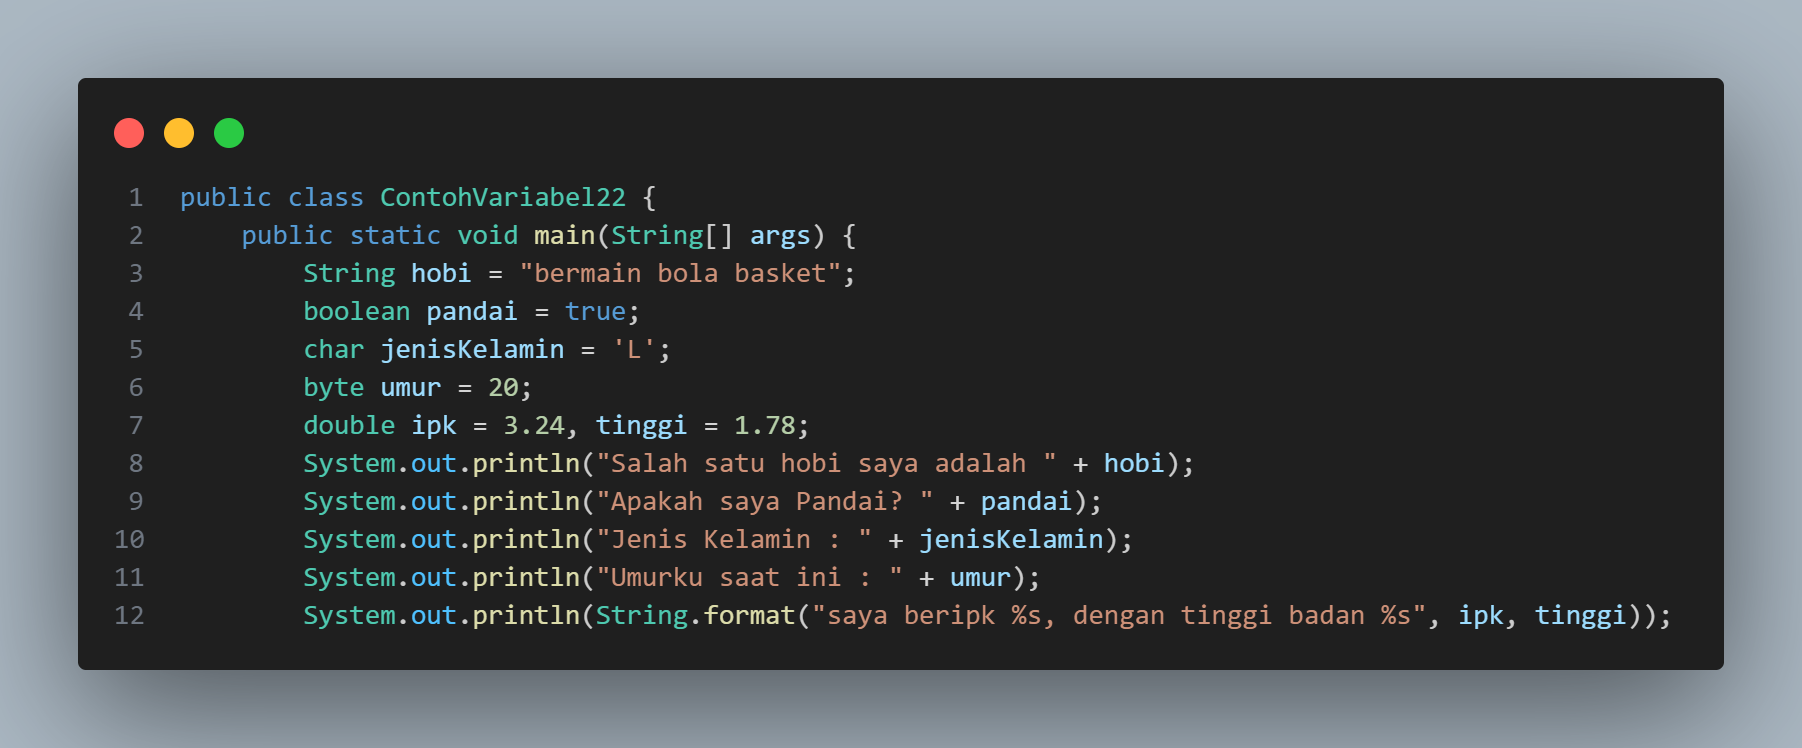 1 public class ContohVariabel22 {
2     public static void main(String[] args) {
3         String hobi = "bermain bola basket";
4         boolean pandai = true;
5         char jenisKelamin = 'L';
6         byte umur = 20;
7         double ipk = 3.24, tinggi = 1.78;
8         System.out.println("Salah satu hobi saya adalah " + hobi);
9         System.out.println("Apakah saya Pandai? " + pandai);
10         System.out.println("Jenis Kelamin : " + jenisKelamin);
11         System.out.println("Umurku saat ini : " + umur);
12         System.out.println(String.format("saya beripk %s, dengan tinggi badan %s", ipk, tinggi));